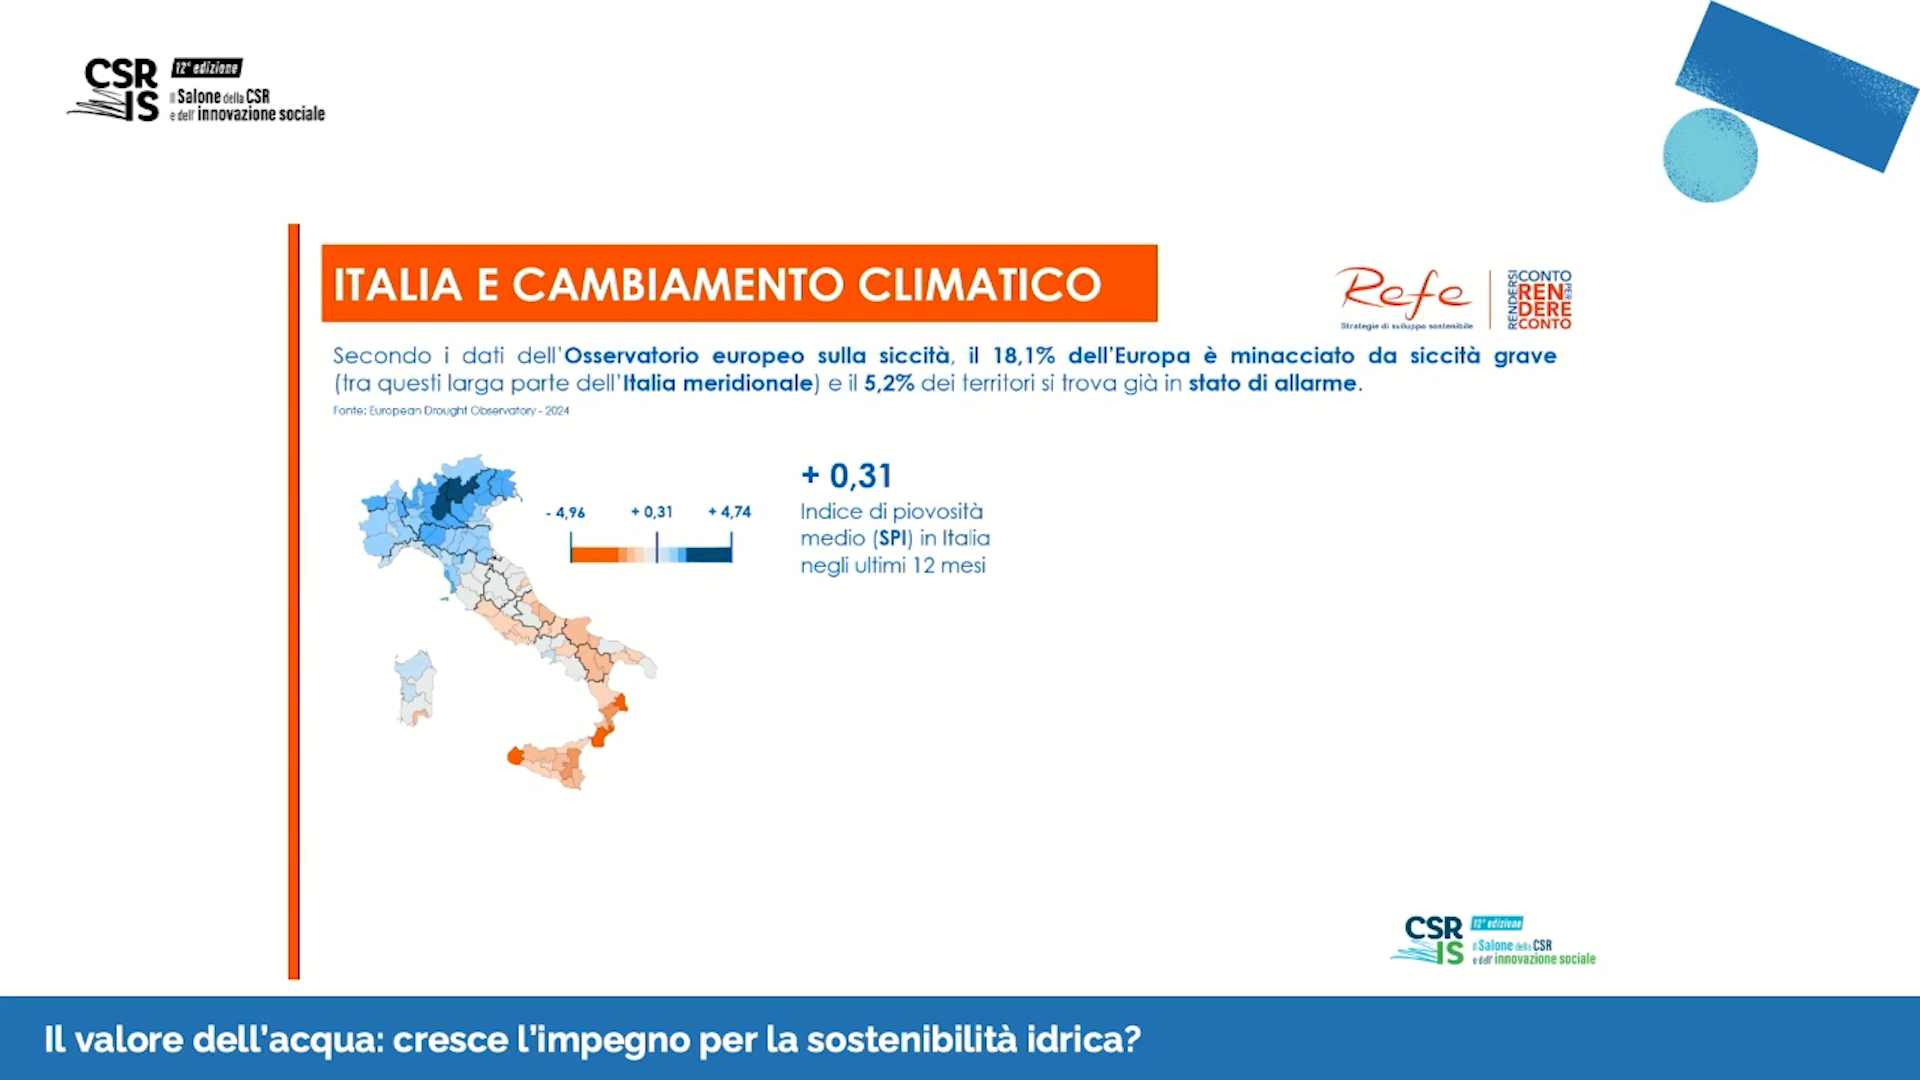 CSR
IS
12ª edizione
Il Salone della CSR
e dell'innovazione sociale
ITALIA E CAMBIAMENTO CLIMATICO
Refe
Strategie di sviluppo sostenibile
RENDERSI
CONTO
PER
REN
DERE
CONTO
Secondo i dati dell'Osservatorio europeo sulla siccità, il 18,1% dell'Europa è minacciato da siccità grave
(tra questi larga parte dell'Italia meridionale) e il 5,2% dei territori si trova già in stato di allarme.
Fonte: European Drought Observatory - 2024
- 4,96 + 0,31 + 4,74
+ 0,31
Indice di piovosità
medio (SPI) in Italia
negli ultimi 12 mesi
CSR
IS
12ª edizione
Il Salone della CSR
e dell'innovazione sociale
Il valore dell'acqua: cresce l'impegno per la sostenibilità idrica?